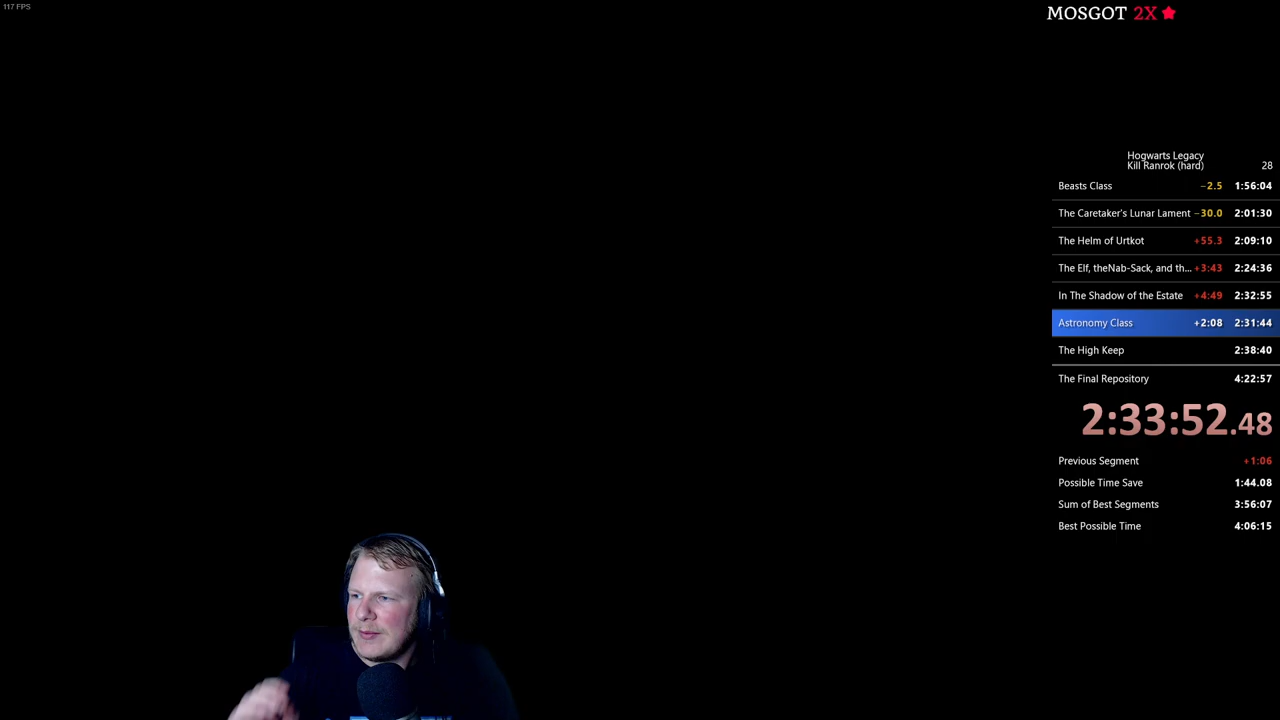 117 FPS
MOSGOT 2X
Hogwarts Legacy
Kill Ranrok (hard) 28
Beasts Class −2.5 1:56:04
The Caretaker's Lunar Lament −30.0 2:01:30
The Helm of Urtkot +55.3 2:09:10
The Elf, theNab-Sack, and th... +3:43 2:24:36
In The Shadow of the Estate +4:49 2:32:55
Astronomy Class +2:08 2:31:44
The High Keep 2:38:40
The Final Repository 4:22:57
2:33:52.48
Previous Segment +1:06
Possible Time Save 1:44.08
Sum of Best Segments 3:56:07
Best Possible Time 4:06:15